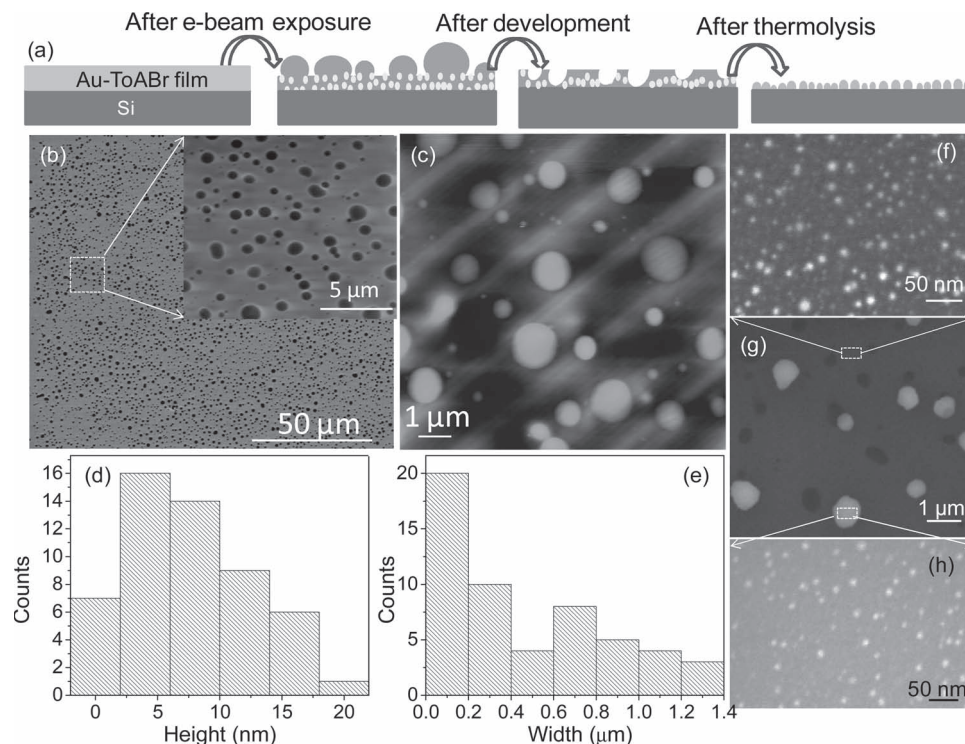 After e-beam exposure After development After thermolysis
(a)
Au-ToABr film
Si
(b)
5 µm
50 µm
(c)
1 µm
(f)
50 nm
(g)
1 µm
(h)
50 nm
(d)
Counts
16
14
12
10
8
6
4
2
0
0 5 10 15 20
Height (nm)
(e)
Counts
20
15
10
5
0
0.0 0.2 0.4 0.6 0.8 1.0 1.2 1.4
Width (µm)